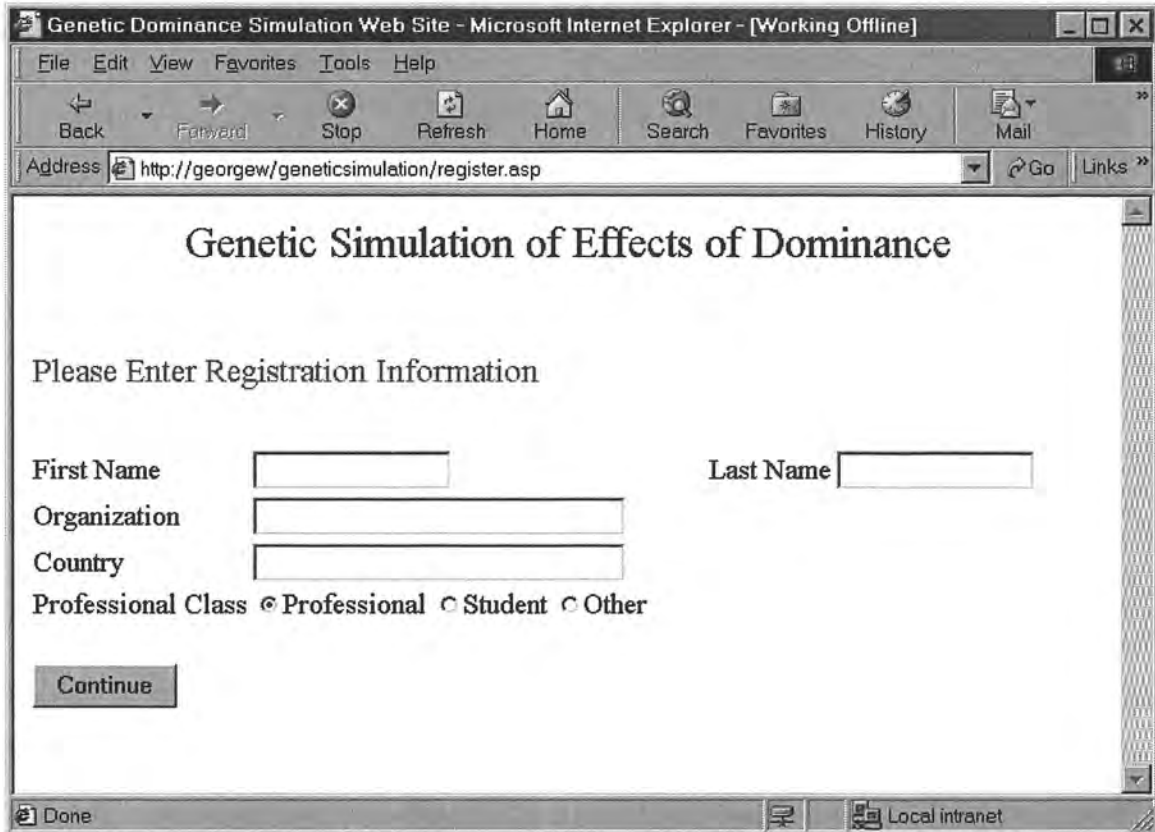 Genetic Dominance Simulation Web Site - Microsoft Internet Explorer - [Working Offline]
File Edit View Favorites Tools Help
Back Forward Stop Refresh Home Search Favorites History Mail »
Address http://georgew/geneticsimulation/register.asp Go Links »
Genetic Simulation of Effects of Dominance
Please Enter Registration Information
First Name Last Name
Organization
Country
Professional Class Professional Student Other
Continue
Done Local intranet